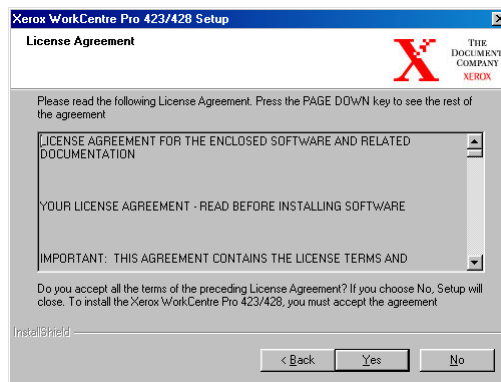 Xerox WorkCentre Pro 423/428 Setup
License Agreement
THE
DOCUMENT
COMPANY
XEROX
Please read the following License Agreement. Press the PAGE DOWN key to see the rest of
the agreement
LICENSE AGREEMENT FOR THE ENCLOSED SOFTWARE AND RELATED
DOCUMENTATION
YOUR LICENSE AGREEMENT - READ BEFORE INSTALLING SOFTWARE
IMPORTANT: THIS AGREEMENT CONTAINS THE LICENSE TERMS AND
Do you accept all the terms of the preceding License Agreement? If you choose No, Setup will
close. To install the Xerox WorkCentre Pro 423/428, you must accept the agreement
InstallShield
< Back Yes No